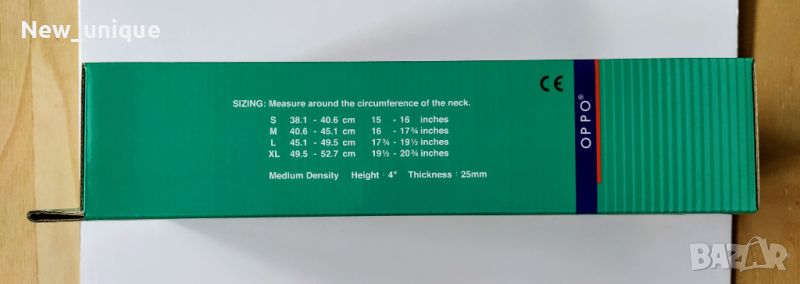 New_unique
SIZING: Measure around the circumference of the neck.
S 38.1 - 40.6 cm 15 - 16 inches
M 40.6 - 45.1 cm 16 - 17¾ inches
L 45.1 - 49.5 cm 17¾ - 19½ inches
XL 49.5 - 52.7 cm 19½ - 20¾ inches
Medium Density Height : 4" Thickness : 25mm
CE
OPPO®
BAZAR